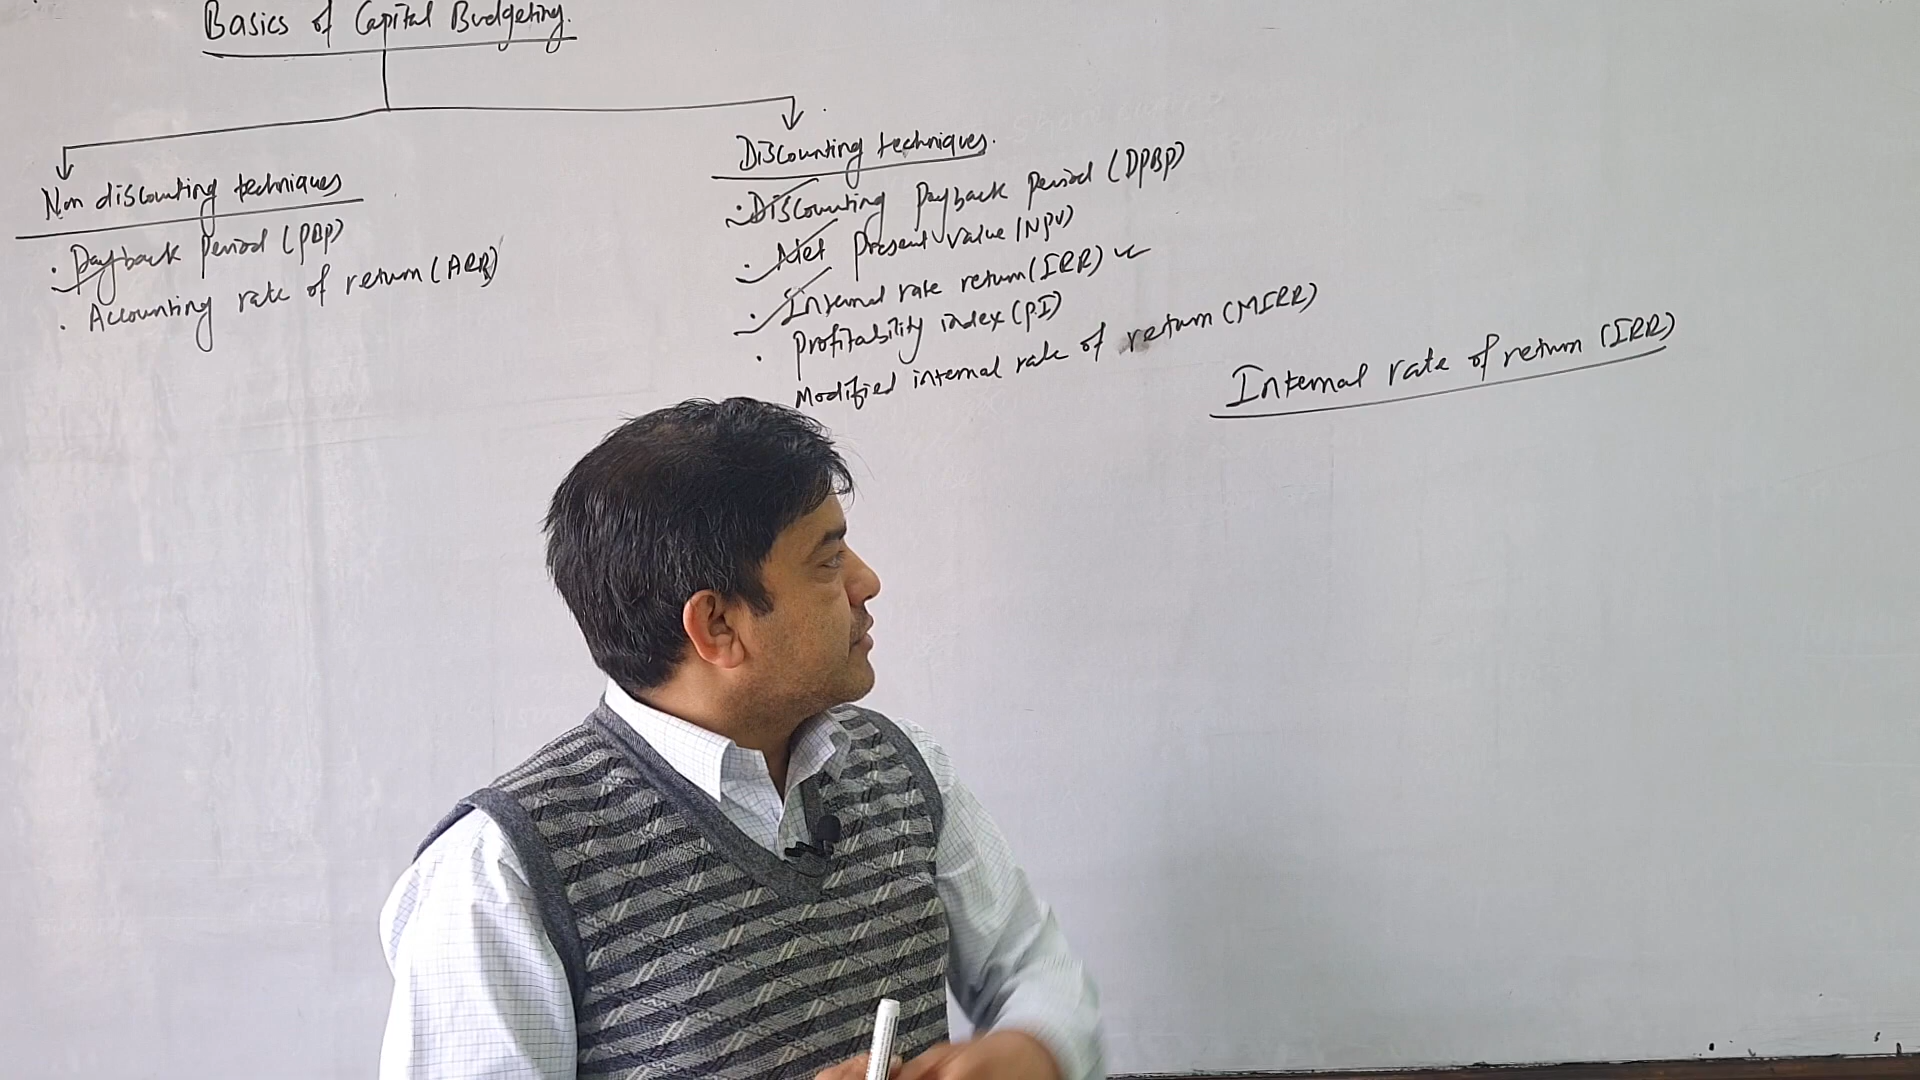 Basics of Capital Budgeting.
Non discounting techniques
. Payback Period (PBP)
. Accounting rate of return (ARR)
Discounting techniques.
. Discounting Payback Period (DPBP)
. Net Present Value (NPV)
. Internal rate return (IRR)
. Profitability index (PI)
Modified internal rate of return (MIRR)
Internal rate of return (IRR)